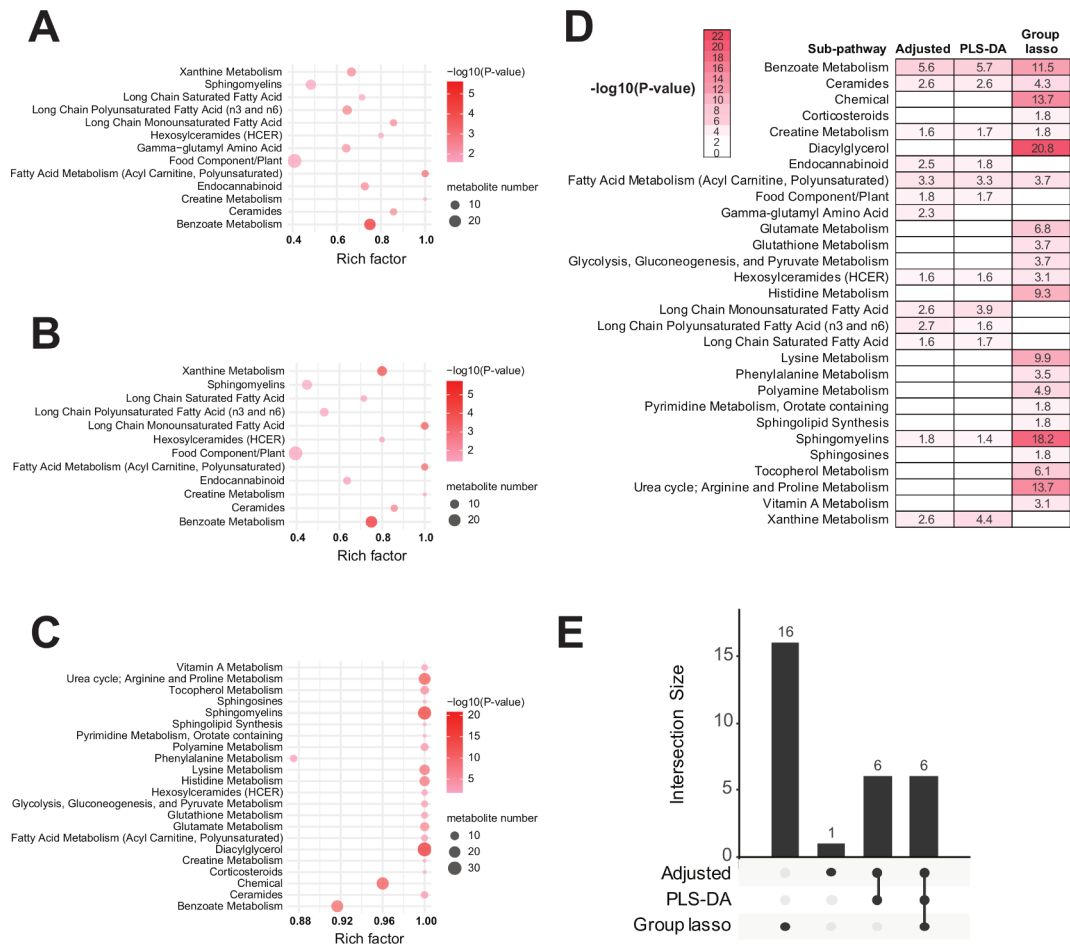 A
Xanthine Metabolism
Sphingomyelins
Long Chain Saturated Fatty Acid
Long Chain Polyunsaturated Fatty Acid (n3 and n6)
Long Chain Monounsaturated Fatty Acid
Hexosylceramides (HCER)
Gamma-glutamyl Amino Acid
Food Component/Plant
Fatty Acid Metabolism (Acyl Carnitine, Polyunsaturated)
Endocannabinoid
Creatine Metabolism
Ceramides
Benzoate Metabolism
0.4 0.6 0.8 1.0
Rich factor
−log10(P-value)
5
4
3
2
metabolite number
10
20
B
Xanthine Metabolism
Sphingomyelins
Long Chain Saturated Fatty Acid
Long Chain Polyunsaturated Fatty Acid (n3 and n6)
Long Chain Monounsaturated Fatty Acid
Hexosylceramides (HCER)
Food Component/Plant
Fatty Acid Metabolism (Acyl Carnitine, Polyunsaturated)
Endocannabinoid
Creatine Metabolism
Ceramides
Benzoate Metabolism
0.4 0.6 0.8 1.0
Rich factor
−log10(P-value)
5
4
3
2
metabolite number
10
20
C
Vitamin A Metabolism
Urea cycle; Arginine and Proline Metabolism
Tocopherol Metabolism
Sphingosines
Sphingomyelins
Sphingolipid Synthesis
Pyrimidine Metabolism, Orotate containing
Polyamine Metabolism
Phenylalanine Metabolism
Lysine Metabolism
Histidine Metabolism
Hexosylceramides (HCER)
Glycolysis, Gluconeogenesis, and Pyruvate Metabolism
Glutathione Metabolism
Glutamate Metabolism
Fatty Acid Metabolism (Acyl Carnitine, Polyunsaturated)
Diacylglycerol
Creatine Metabolism
Corticosteroids
Chemical
Ceramides
Benzoate Metabolism
0.88 0.92 0.96 1.00
Rich factor
−log10(P-value)
20
15
10
5
metabolite number
10
20
30
D
-log10(P-value)
22
20
18
16
14
12
10
8
6
4
2
0
Sub-pathway Adjusted PLS-DA Group lasso
Benzoate Metabolism 5.6 5.7 11.5
Ceramides 2.6 2.6 4.3
Chemical 13.7
Corticosteroids 1.8
Creatine Metabolism 1.6 1.7 1.8
Diacylglycerol 20.8
Endocannabinoid 2.5 1.8
Fatty Acid Metabolism (Acyl Carnitine, Polyunsaturated) 3.3 3.3 3.7
Food Component/Plant 1.8 1.7
Gamma-glutamyl Amino Acid 2.3
Glutamate Metabolism 6.8
Glutathione Metabolism 3.7
Glycolysis, Gluconeogenesis, and Pyruvate Metabolism 3.7
Hexosylceramides (HCER) 1.6 1.6 3.1
Histidine Metabolism 9.3
Long Chain Monounsaturated Fatty Acid 2.6 3.9
Long Chain Polyunsaturated Fatty Acid (n3 and n6) 2.7 1.6
Long Chain Saturated Fatty Acid 1.6 1.7
Lysine Metabolism 9.9
Phenylalanine Metabolism 3.5
Polyamine Metabolism 4.9
Pyrimidine Metabolism, Orotate containing 1.8
Sphingolipid Synthesis 1.8
Sphingomyelins 1.8 1.4 18.2
Sphingosines 1.8
Tocopherol Metabolism 6.1
Urea cycle; Arginine and Proline Metabolism 13.7
Vitamin A Metabolism 3.1
Xanthine Metabolism 2.6 4.4
E
Intersection Size
15
10
5
0
16
1
6
6
Adjusted
PLS-DA
Group lasso